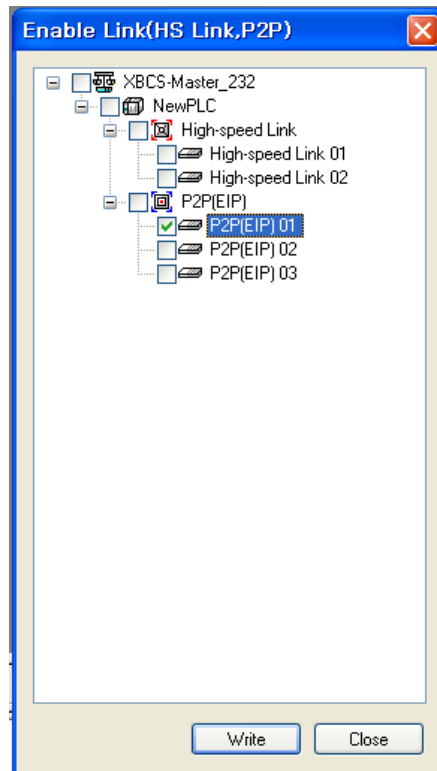 Enable Link(HS Link,P2P)
XBCS-Master_232
NewPLC
High-speed Link
High-speed Link 01
High-speed Link 02
P2P(EIP)
P2P(EIP) 01
P2P(EIP) 02
P2P(EIP) 03
Write
Close